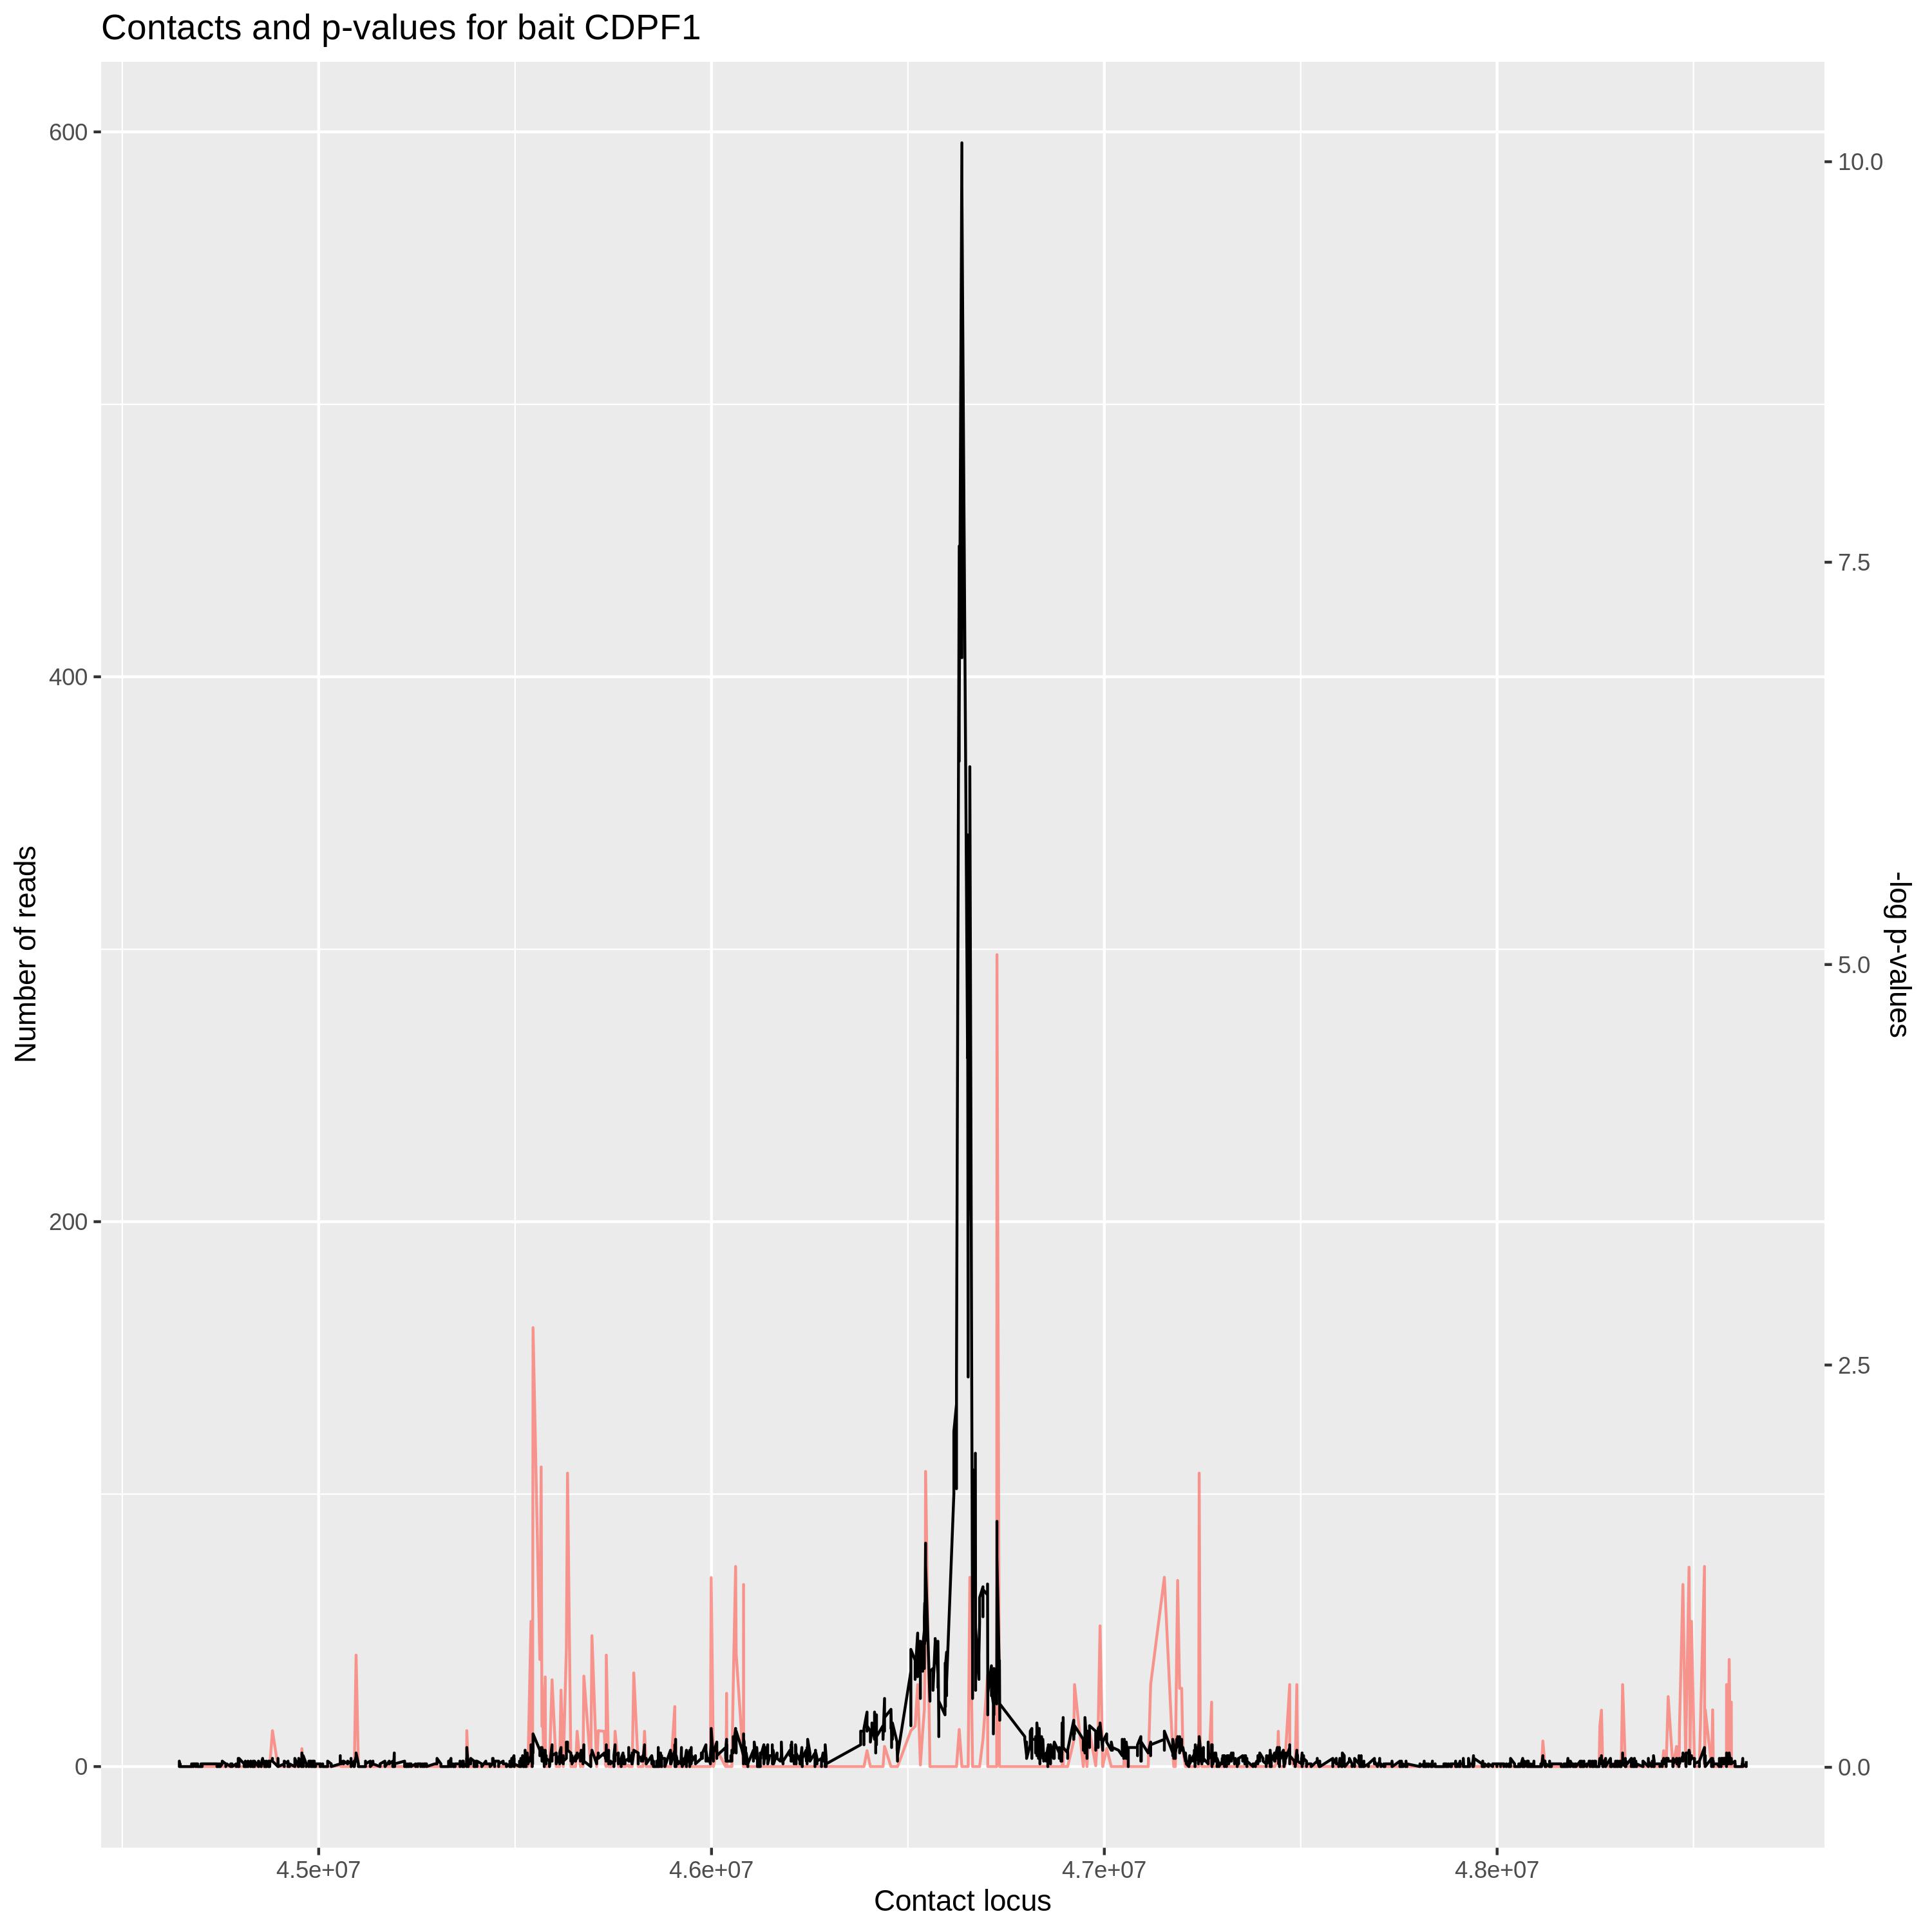 Contacts and p-values for bait CDPF1
600
400
200
0
Number of reads
10.0
7.5
5.0
2.5
0.0
-log p-values
4.5e+07
4.6e+07
4.7e+07
4.8e+07
Contact locus